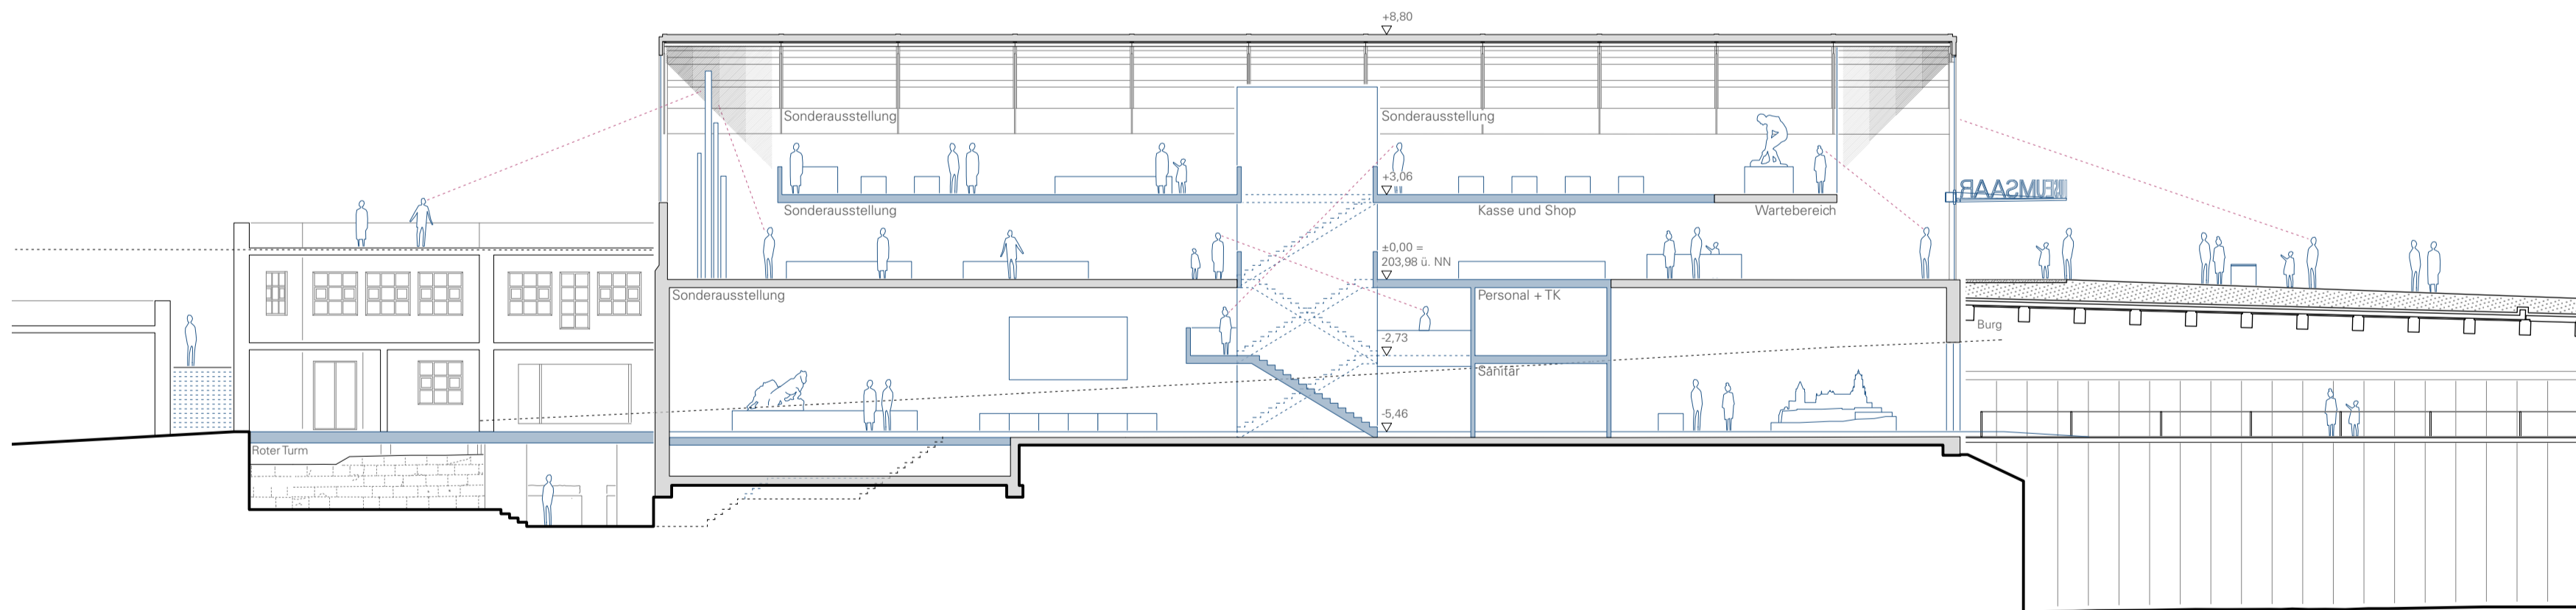 +8,80
Sonderausstellung
Sonderausstellung
+3,06
MUSEUMSAAR
Sonderausstellung
Kasse und Shop
Wartebereich
±0,00 =
203,98 ü. NN
Sonderausstellung
Personal + TK
Burg
-2,73
Sanitär
-5,46
Roter Turm